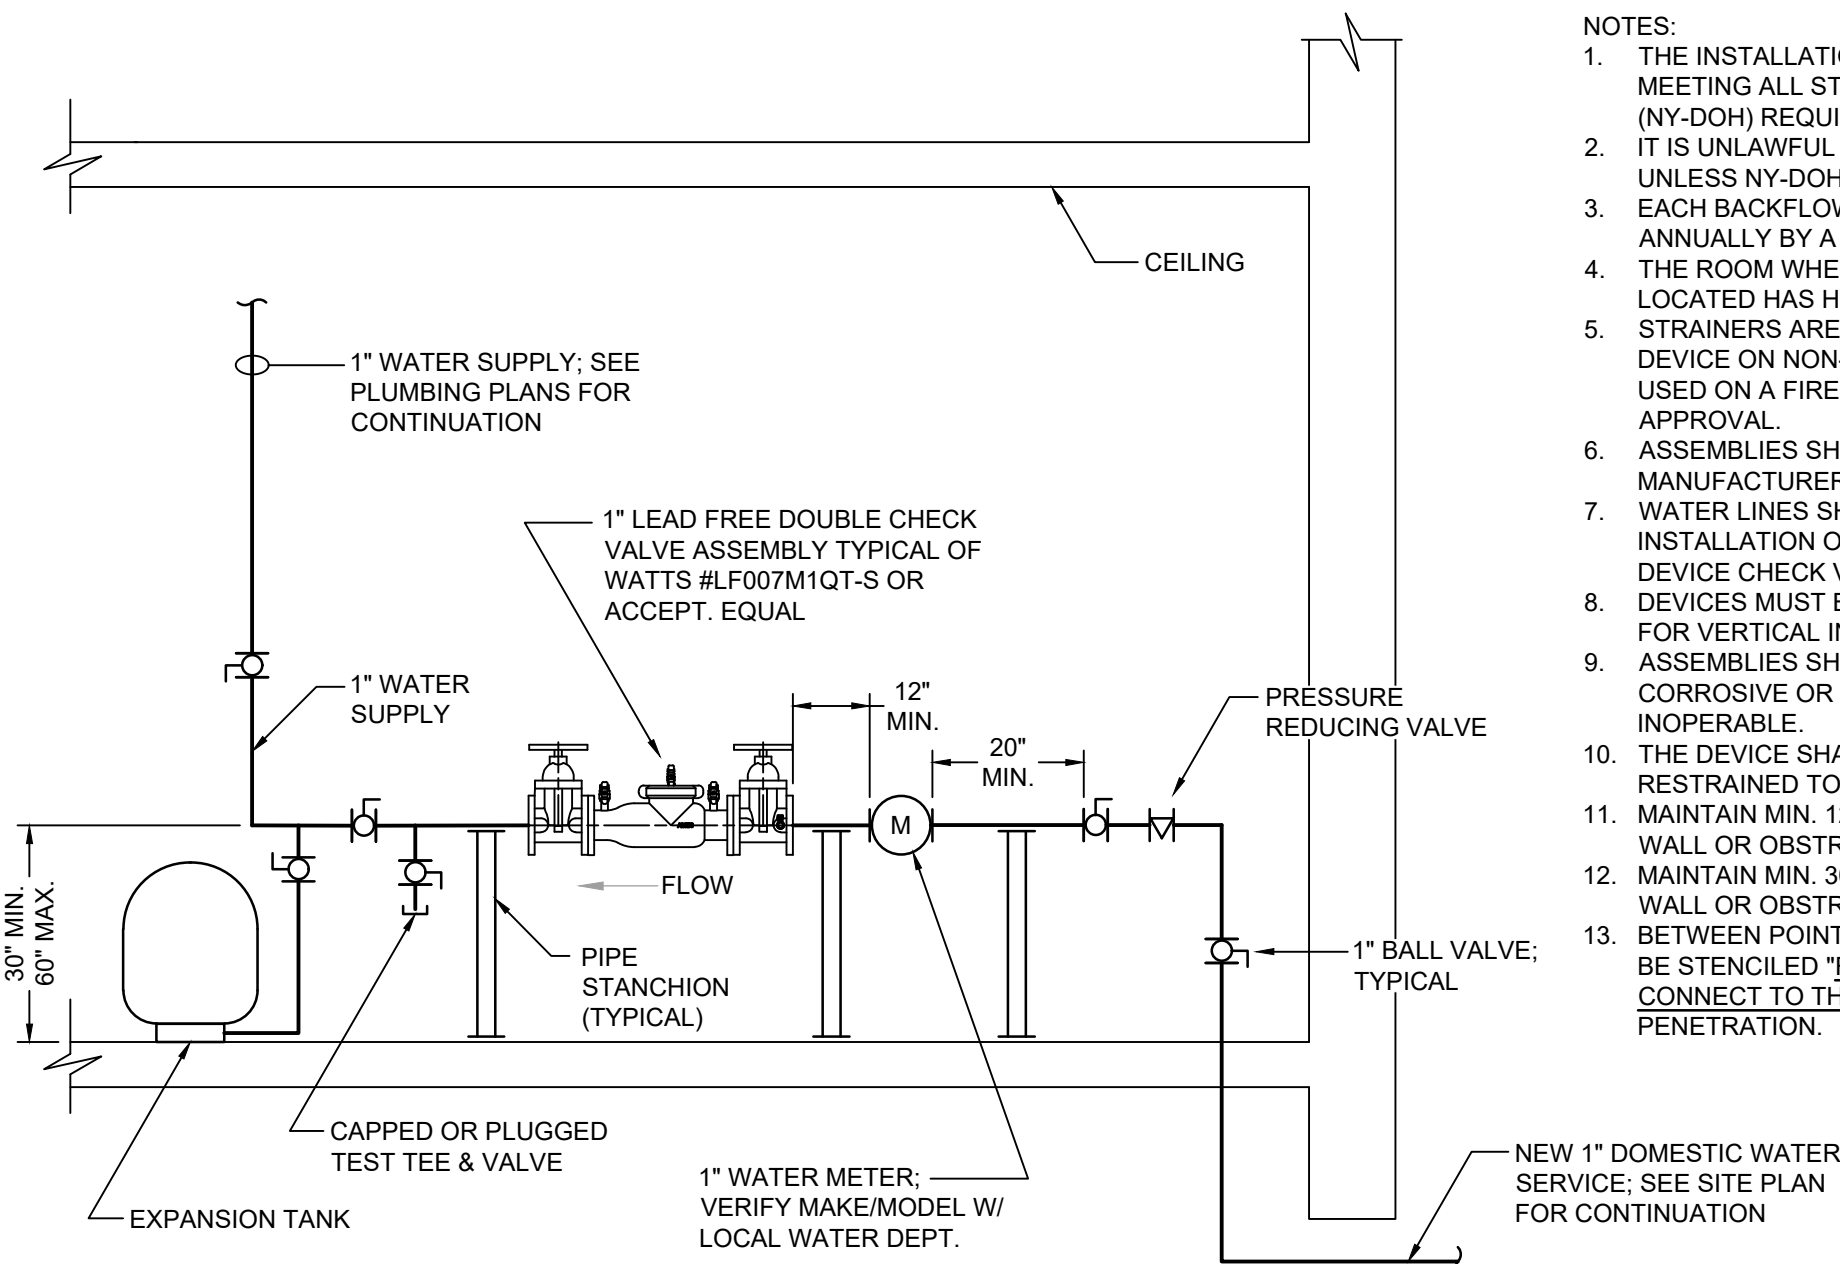 CEILING
1" WATER SUPPLY; SEE
PLUMBING PLANS FOR
CONTINUATION
1" LEAD FREE DOUBLE CHECK
VALVE ASSEMBLY TYPICAL OF
WATTS #LF007M1QT-S OR
ACCEPT. EQUAL
1" WATER
SUPPLY
12"
MIN.
20"
MIN.
PRESSURE
REDUCING VALVE
M
FLOW
30" MIN.
60" MAX.
PIPE
STANCHION
(TYPICAL)
1" BALL VALVE;
TYPICAL
CAPPED OR PLUGGED
TEST TEE & VALVE
EXPANSION TANK
1" WATER METER;
VERIFY MAKE/MODEL W/
LOCAL WATER DEPT.
NEW 1" DOMESTIC WATER
SERVICE; SEE SITE PLAN
FOR CONTINUATION
NOTES:
1. THE INSTALLATI
MEETING ALL ST
(NY-DOH) REQUI
2. IT IS UNLAWFUL
UNLESS NY-DOH
3. EACH BACKFLOW
ANNUALLY BY A
4. THE ROOM WHE
LOCATED HAS H
5. STRAINERS ARE
DEVICE ON NON-
USED ON A FIRE
APPROVAL.
6. ASSEMBLIES SH
MANUFACTURER
7. WATER LINES SH
INSTALLATION O
DEVICE CHECK V
8. DEVICES MUST B
FOR VERTICAL IN
9. ASSEMBLIES SH
CORROSIVE OR
INOPERABLE.
10. THE DEVICE SHA
RESTRAINED TO
11. MAINTAIN MIN. 12
WALL OR OBSTR
12. MAINTAIN MIN. 30
WALL OR OBSTR
13. BETWEEN POINT
BE STENCILED "
CONNECT TO TH
PENETRATION.